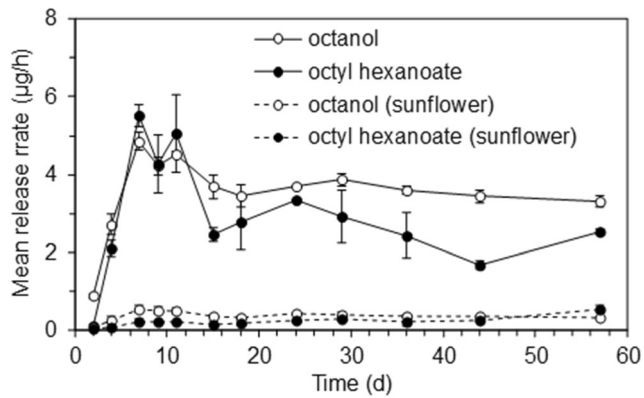 8
6
4
2
0
Mean release rrate (µg/h)
octanol
octyl hexanoate
octanol (sunflower)
octyl hexanoate (sunflower)
0 10 20 30 40 50 60
Time (d)